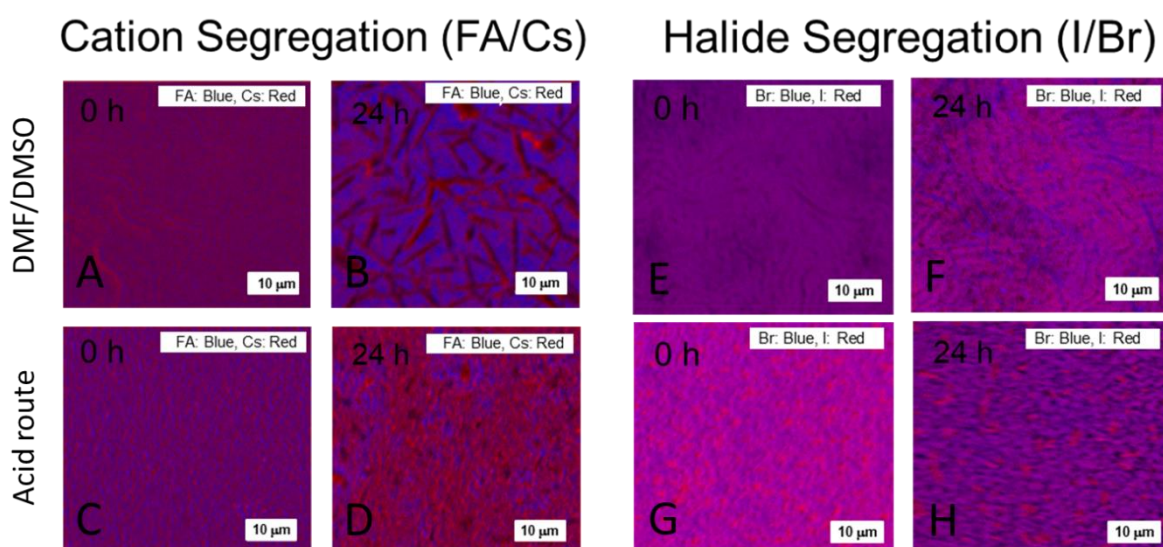 Cation Segregation (FA/Cs)
Halide Segregation (I/Br)
DMF/DMSO
0 h
FA: Blue, Cs: Red
A
10 μm
24 h
FA: Blue, Cs: Red
B
10 μm
0 h
Br: Blue, I: Red
E
10 μm
24 h
Br: Blue, I: Red
F
10 μm
Acid route
0 h
FA: Blue, Cs: Red
C
10 μm
24 h
FA: Blue, Cs: Red
D
10 μm
0 h
Br: Blue, I: Red
G
10 μm
24 h
Br: Blue, I: Red
H
10 μm